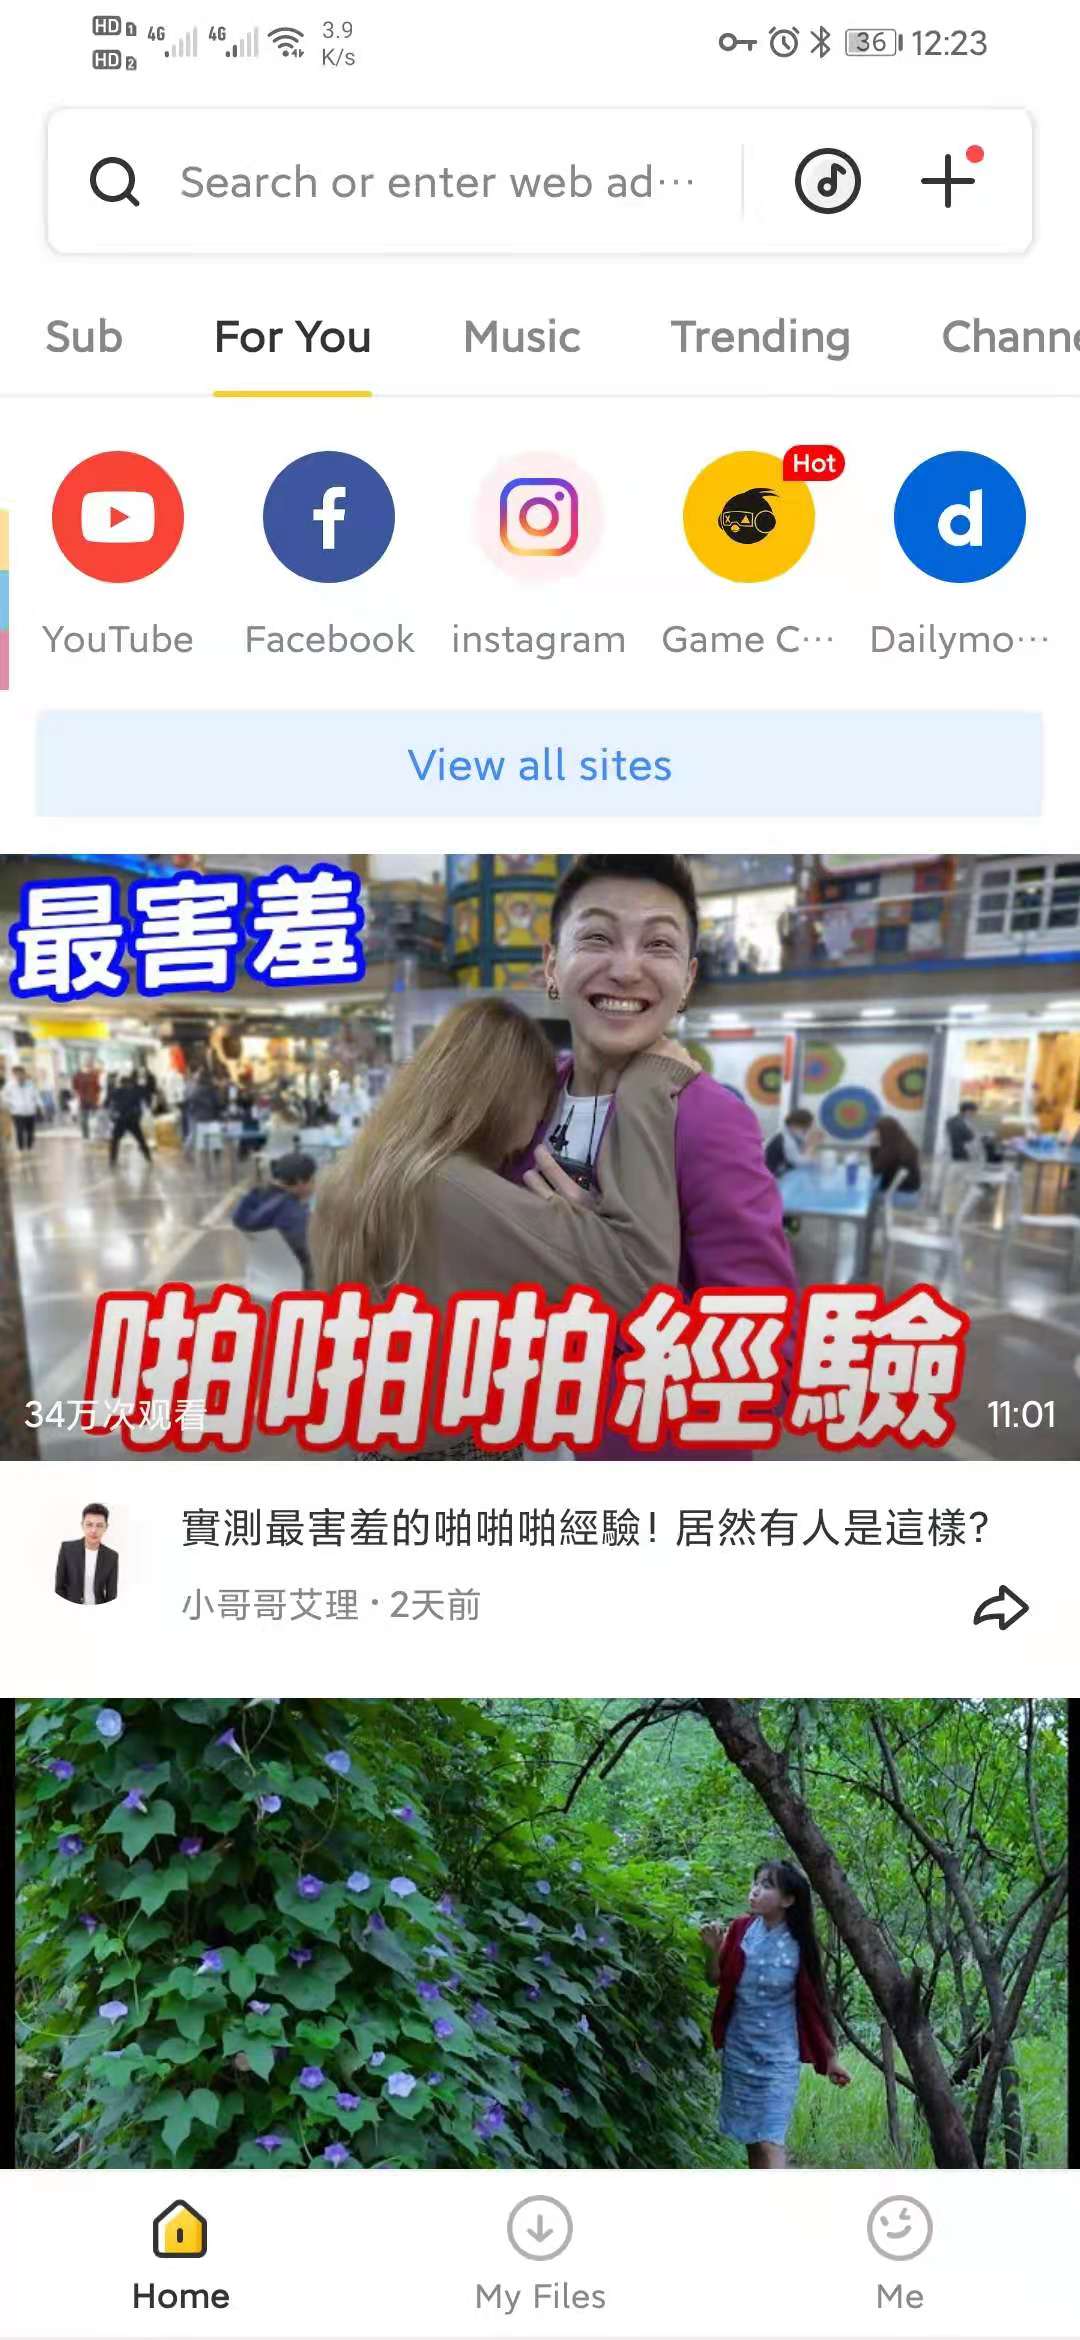 HD 1 4G 4G 3.9
HD 2 K/s
36 12:23
Search or enter web ad…
Sub For You Music Trending Channe
Hot
YouTube Facebook instagram Game C… Dailymo…
View all sites
最害羞
啪啪啪經驗
34万次观看 11:01
實測最害羞的啪啪啪經驗！居然有人是這樣？
小哥哥艾理 · 2天前
Home My Files Me